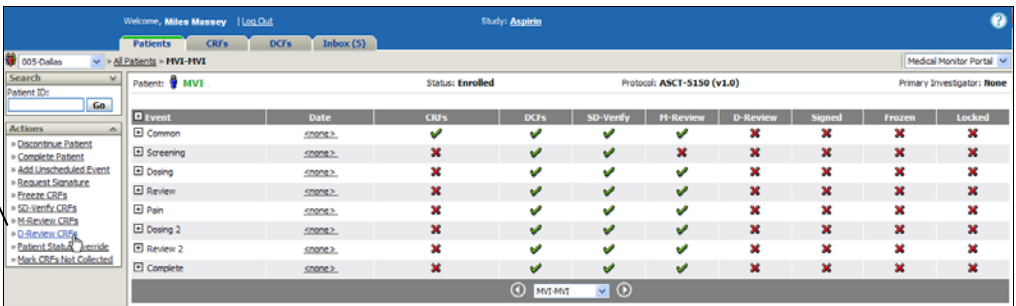 Welcome, Miles Massey | Log Out Study: Aspirin ?
Patients CRFs DCFs Inbox (5)
005-Dallas » All Patients » MVI-MVI Medical Monitor Portal
Search
Patient ID:
Go
Patient: MVI- Status: Enrolled Protocol: ASCT-5150 (v1.0) Primary Investigator: None
Actions
» Discontinue Patient
» Complete Patient
» Add Unscheduled Event
» Request Signature
» Freeze CRFs
» SD-Verify CRFs
» M-Review CRFs
» D-Review CRFs
» Patient Status Override
» Mark CRFs Not Collected
Event Date CRFs DCFs SD-Verify M-Review D-Review Signed Frozen Locked
Common <none>
Screening <none>
Dosing <none>
Review <none>
Pain <none>
Dosing 2 <none>
Review 2 <none>
Complete <none>
MVI-MVI